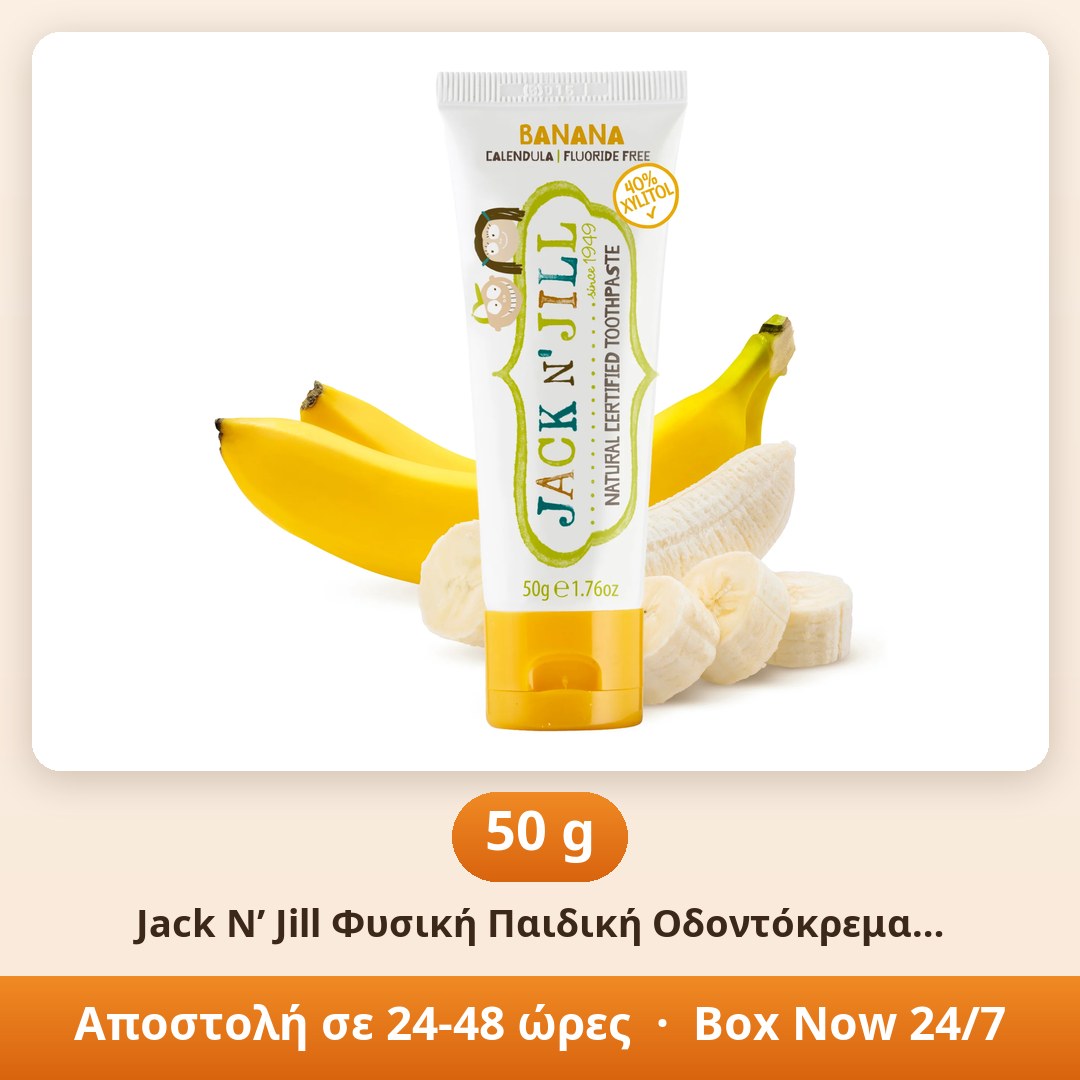 BANANA
CALENDULA | FLUORIDE FREE
40%
XYLITOL
JACK N' JILL
since 1949
NATURAL CERTIFIED TOOTHPASTE
50g ℮ 1.76oz
50 g
Jack N’ Jill Φυσική Παιδική Οδοντόκρεμα...
Αποστολή σε 24-48 ώρες · Box Now 24/7